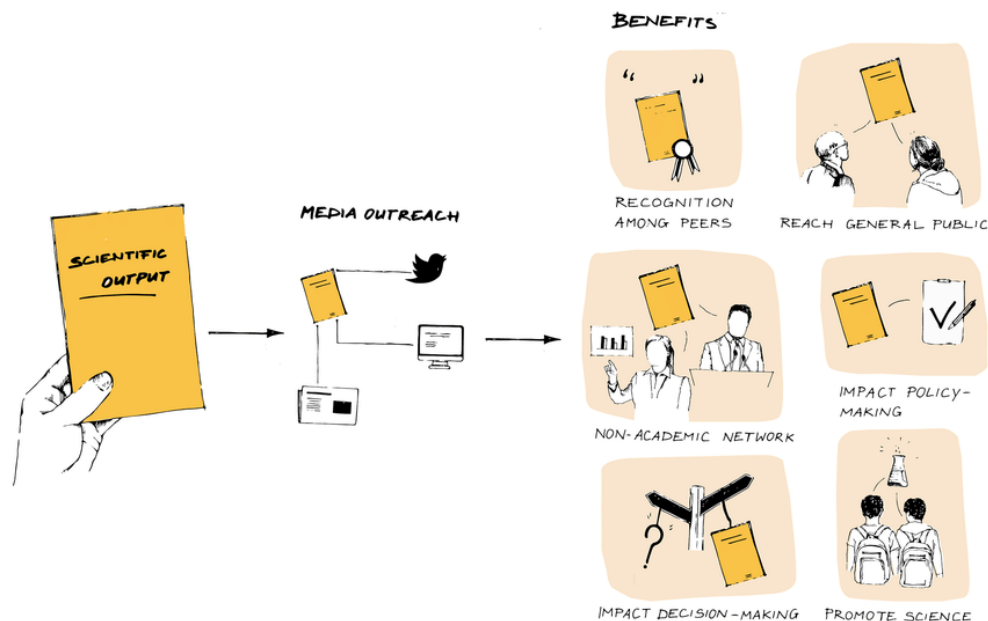 BENEFITS
SCIENTIFIC
OUTPUT
MEDIA OUTREACH
“ ”
RECOGNITION
AMONG PEERS
REACH GENERAL PUBLIC
NON-ACADEMIC NETWORK
IMPACT POLICY-
MAKING
?
IMPACT DECISION-MAKING
PROMOTE SCIENCE